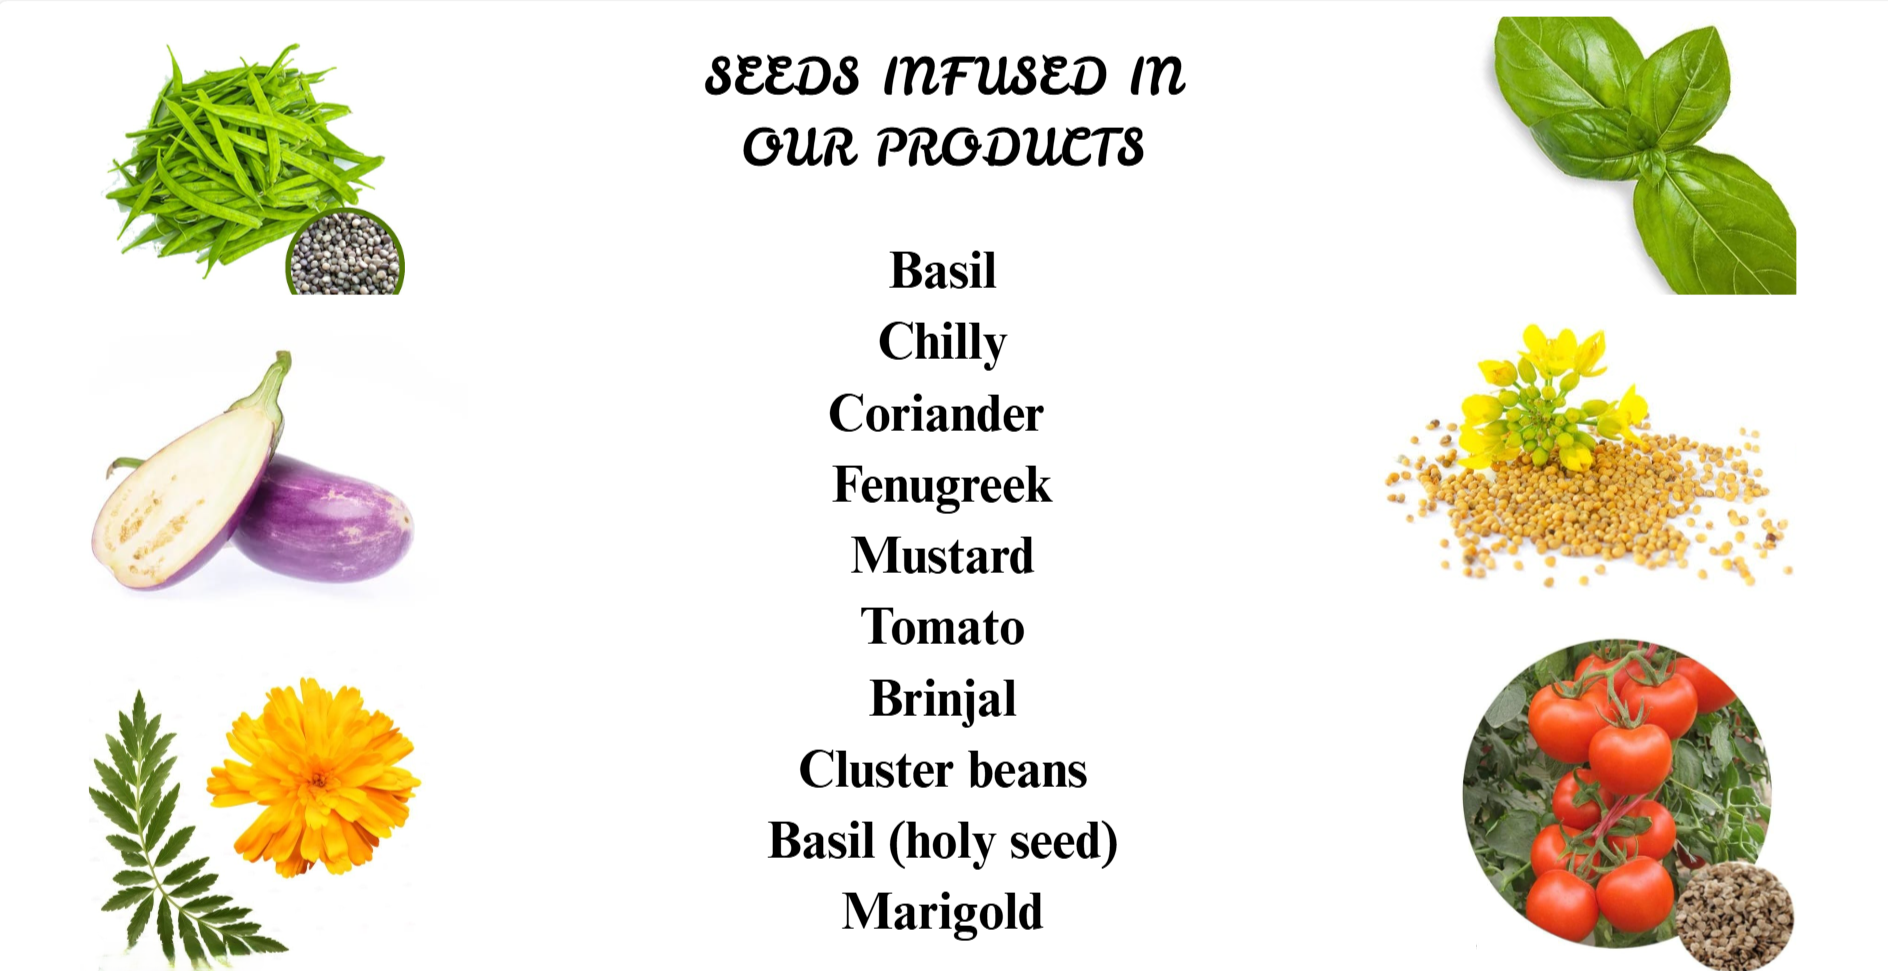 SEEDS INFUSED IN
OUR PRODUCTS
Basil
Chilly
Coriander
Fenugreek
Mustard
Tomato
Brinjal
Cluster beans
Basil (holy seed)
Marigold